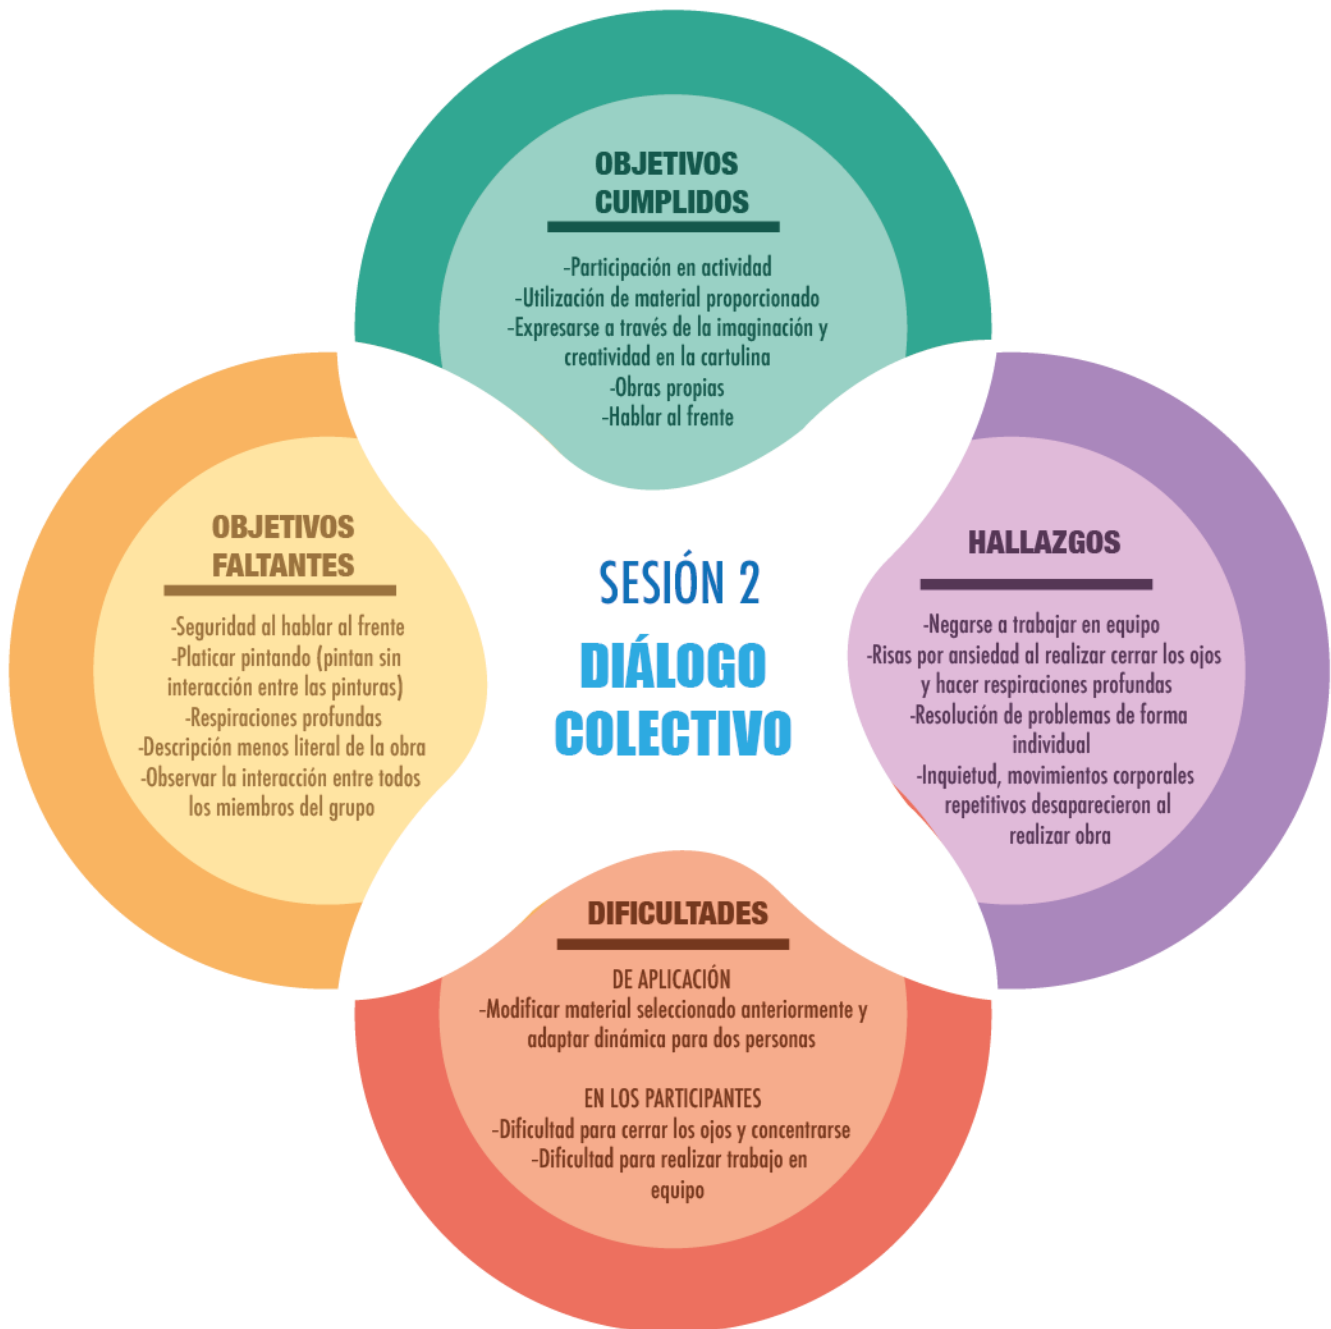 OBJETIVOS
CUMPLIDOS
-Participación en actividad
-Utilización de material proporcionado
-Expresarse a través de la imaginación y
creatividad en la cartulina
-Obras propias
-Hablar al frente
OBJETIVOS
FALTANTES
-Seguridad al hablar al frente
-Platicar pintando (pintan sin
interacción entre las pinturas)
-Respiraciones profundas
-Descripción menos literal de la obra
-Observar la interacción entre todos
los miembros del grupo
SESIÓN 2
DIÁLOGO
COLECTIVO
HALLAZGOS
-Negarse a trabajar en equipo
-Risas por ansiedad al realizar cerrar los ojos
y hacer respiraciones profundas
-Resolución de problemas de forma
individual
-Inquietud, movimientos corporales
repetitivos desaparecieron al
realizar obra
DIFICULTADES
DE APLICACIÓN
-Modificar material seleccionado anteriormente y
adaptar dinámica para dos personas
EN LOS PARTICIPANTES
-Dificultad para cerrar los ojos y concentrarse
-Dificultad para realizar trabajo en
equipo